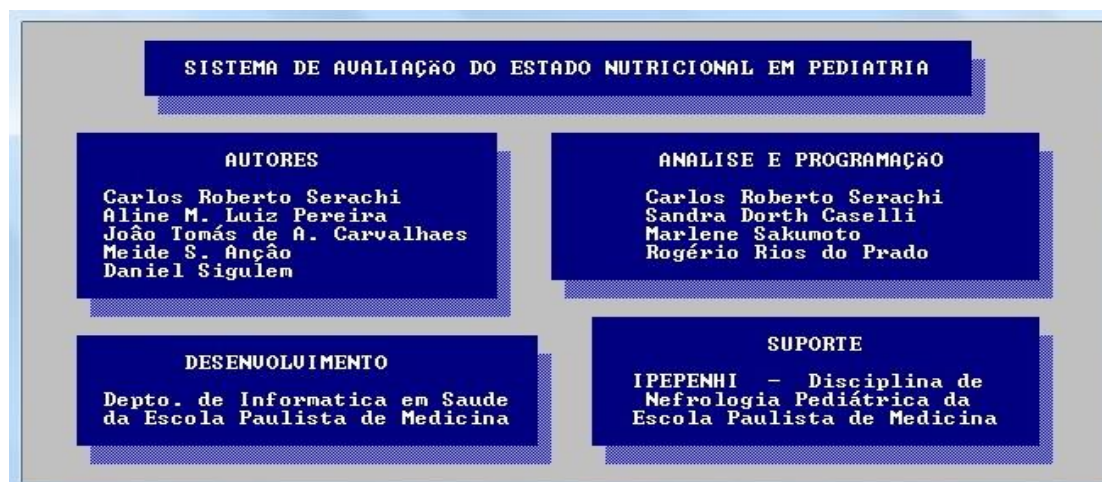 SISTEMA DE AVALIAÇÃO DO ESTADO NUTRICIONAL EM PEDIATRIA
AUTORES
Carlos Roberto Serachi
Aline M. Luiz Pereira
Joâo Tomás de A. Carvalhaes
Meide S. Ançâo
Daniel Sigulem
ANALISE E PROGRAMAÇÃO
Carlos Roberto Serachi
Sandra Dorth Caselli
Marlene Sakumoto
Rogério Rios do Prado
DESENVOLVIMENTO
Depto. de Informatica em Saude
da Escola Paulista de Medicina
SUPORTE
IPEPENHI - Disciplina de
Nefrologia Pediátrica da
Escola Paulista de Medicina